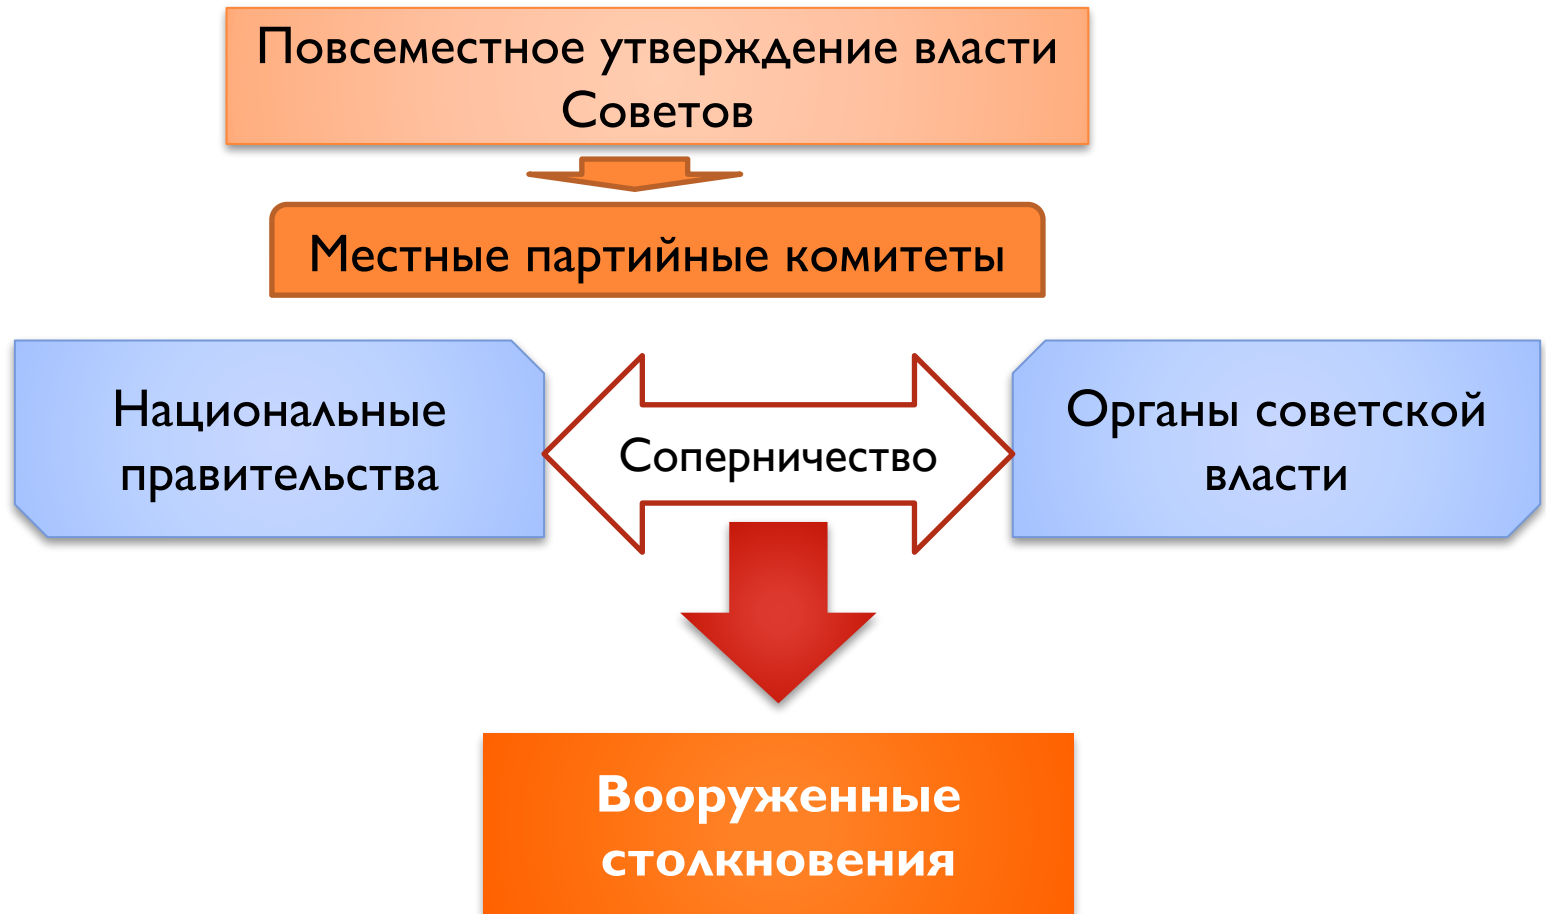 Повсеместное утверждение власти
Советов
Местные партийные комитеты
Национальные
правительства
Соперничество
Органы советской
власти
Вооруженные
столкновения